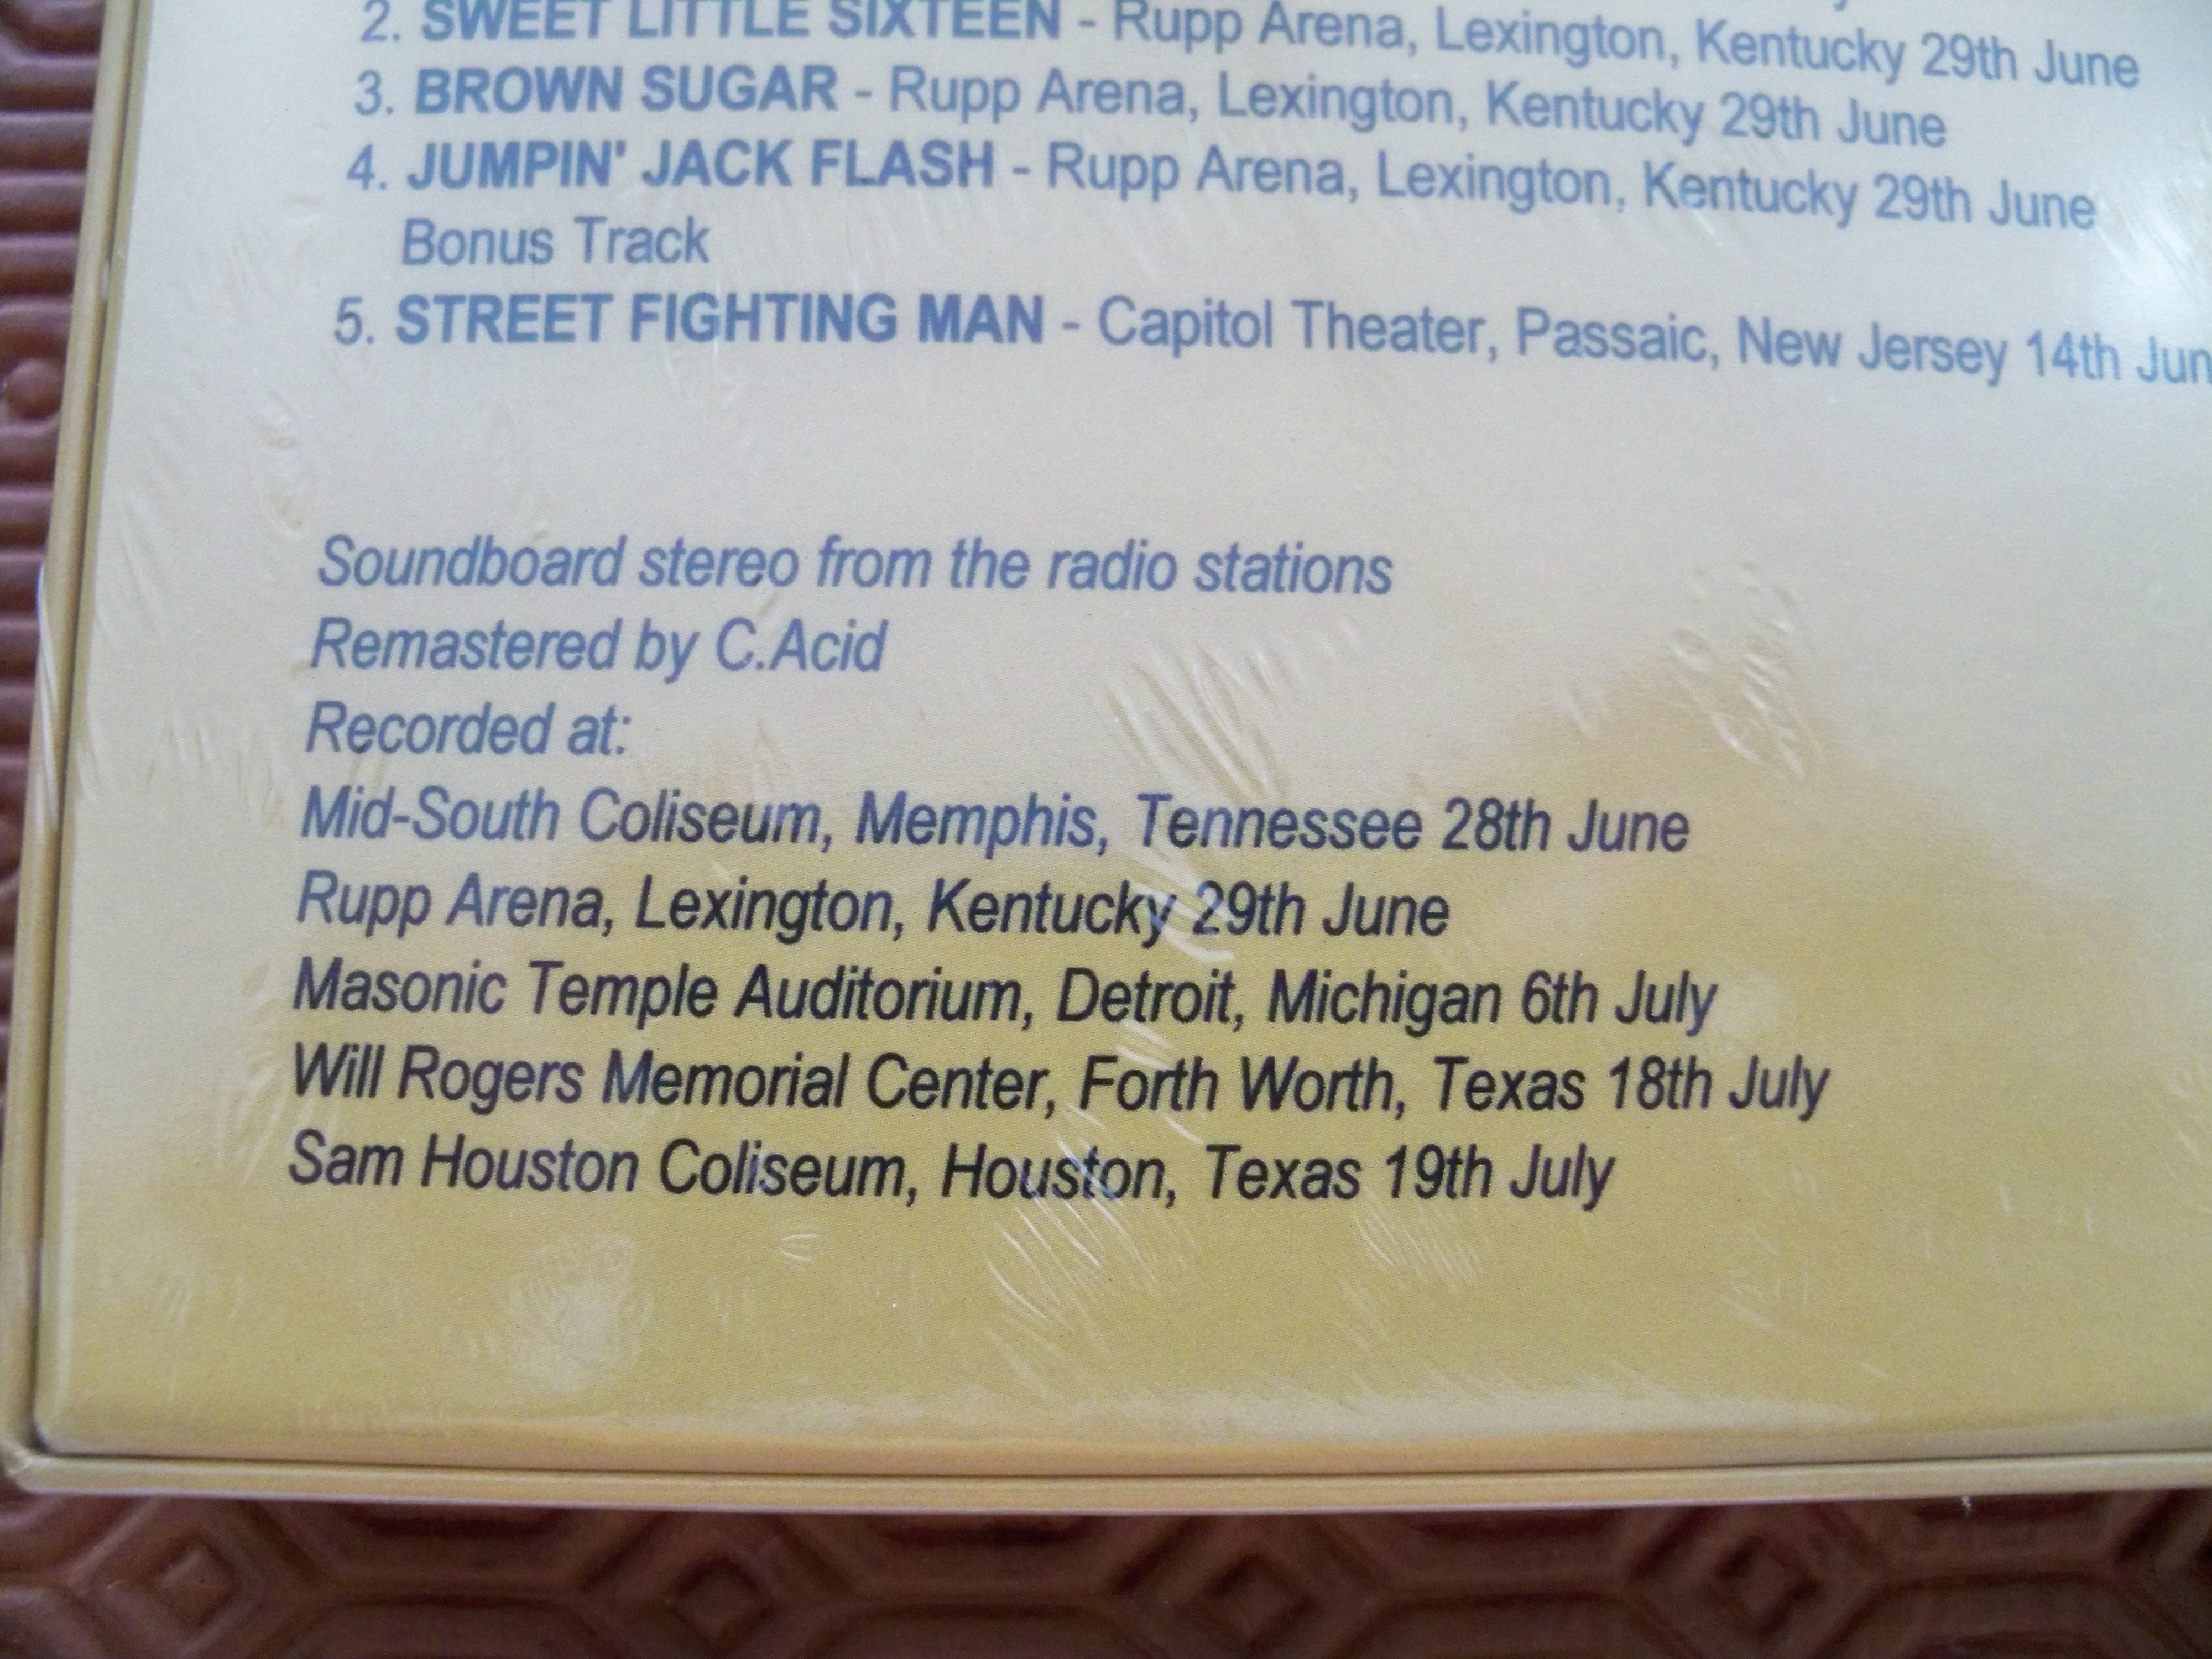 2. SWEET LITTLE SIXTEEN - Rupp Arena, Lexington, Kentucky 29th June
3. BROWN SUGAR - Rupp Arena, Lexington, Kentucky 29th June
4. JUMPIN' JACK FLASH - Rupp Arena, Lexington, Kentucky 29th June
Bonus Track
5. STREET FIGHTING MAN - Capitol Theater, Passaic, New Jersey 14th Jun
Soundboard stereo from the radio stations
Remastered by C.Acid
Recorded at:
Mid-South Coliseum, Memphis, Tennessee 28th June
Rupp Arena, Lexington, Kentucky 29th June
Masonic Temple Auditorium, Detroit, Michigan 6th July
Will Rogers Memorial Center, Forth Worth, Texas 18th July
Sam Houston Coliseum, Houston, Texas 19th July